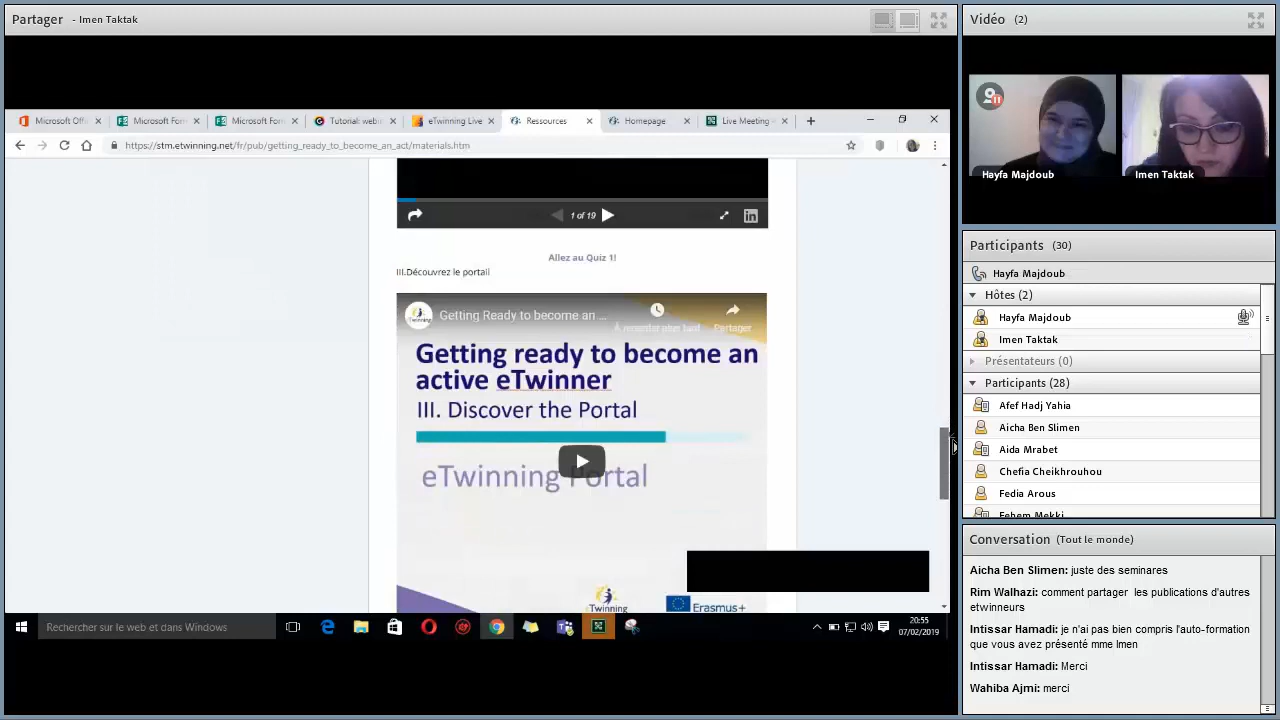 Partager - Imen Taktak
Microsoft Offi
Microsoft For
Microsoft For
Tutorial: webi
eTwinning Live
Ressources
Homepage
Live Meeting -
https://stm.etwinning.net/fr/pub/getting_ready_to_become_an_act/materials.htm
1 of 19
Allez au Quiz 1!
III.Découvrez le portail
Getting Ready to become an ...
À regarder plus tard
Partager
Getting ready to become an
active eTwinner
III. Discover the Portal
eTwinning Portal
eTwinning
Erasmus+
Rechercher sur le web et dans Windows
20:55
07/02/2019
Vidéo (2)
Hayfa Majdoub
Imen Taktak
Participants (30)
Hayfa Majdoub
Hôtes (2)
Hayfa Majdoub
Imen Taktak
Présentateurs (0)
Participants (28)
Afef Hadj Yahia
Aicha Ben Slimen
Aida Mrabet
Chefia Cheikhrouhou
Fedia Arous
Fehem Mekki
Conversation (Tout le monde)
Aicha Ben Slimen: juste des seminares
Rim Walhazi: comment partager les publications d'autres
etwinneurs
Intissar Hamadi: je n'ai pas bien compris l'auto-formation
que vous avez présenté mme Imen
Intissar Hamadi: Merci
Wahiba Ajmi: merci